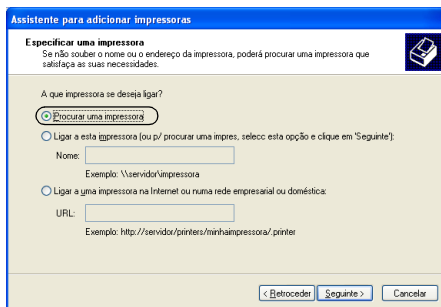 Assistente para adicionar impressoras
Especificar uma impressora
Se não souber o nome ou o endereço da impressora, poderá procurar uma impressora que
satisfaça as suas necessidades.
A que impressora se deseja ligar?
Procurar uma impressora
Ligar a esta impressora (ou p/ procurar uma impres, selecc esta opção e clique em 'Seguinte'):
Nome:
Exemplo: \\servidor\impressora
Ligar a uma impressora na Internet ou numa rede empresarial ou doméstica:
URL:
Exemplo: http://servidor/printers/minhaimpressora/.printer
< Retroceder Seguinte > Cancelar